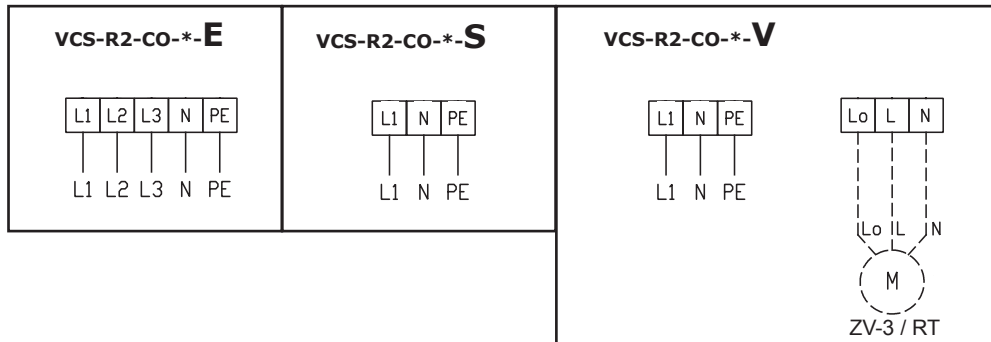 VCS-R2-CO-*-E
L1 L2 L3 N PE
L1 L2 L3 N PE
VCS-R2-CO-*-S
L1 N PE
L1 N PE
VCS-R2-CO-*-V
L1 N PE
L1 N PE
Lo L N
Lo L N
M
ZV-3 / RT